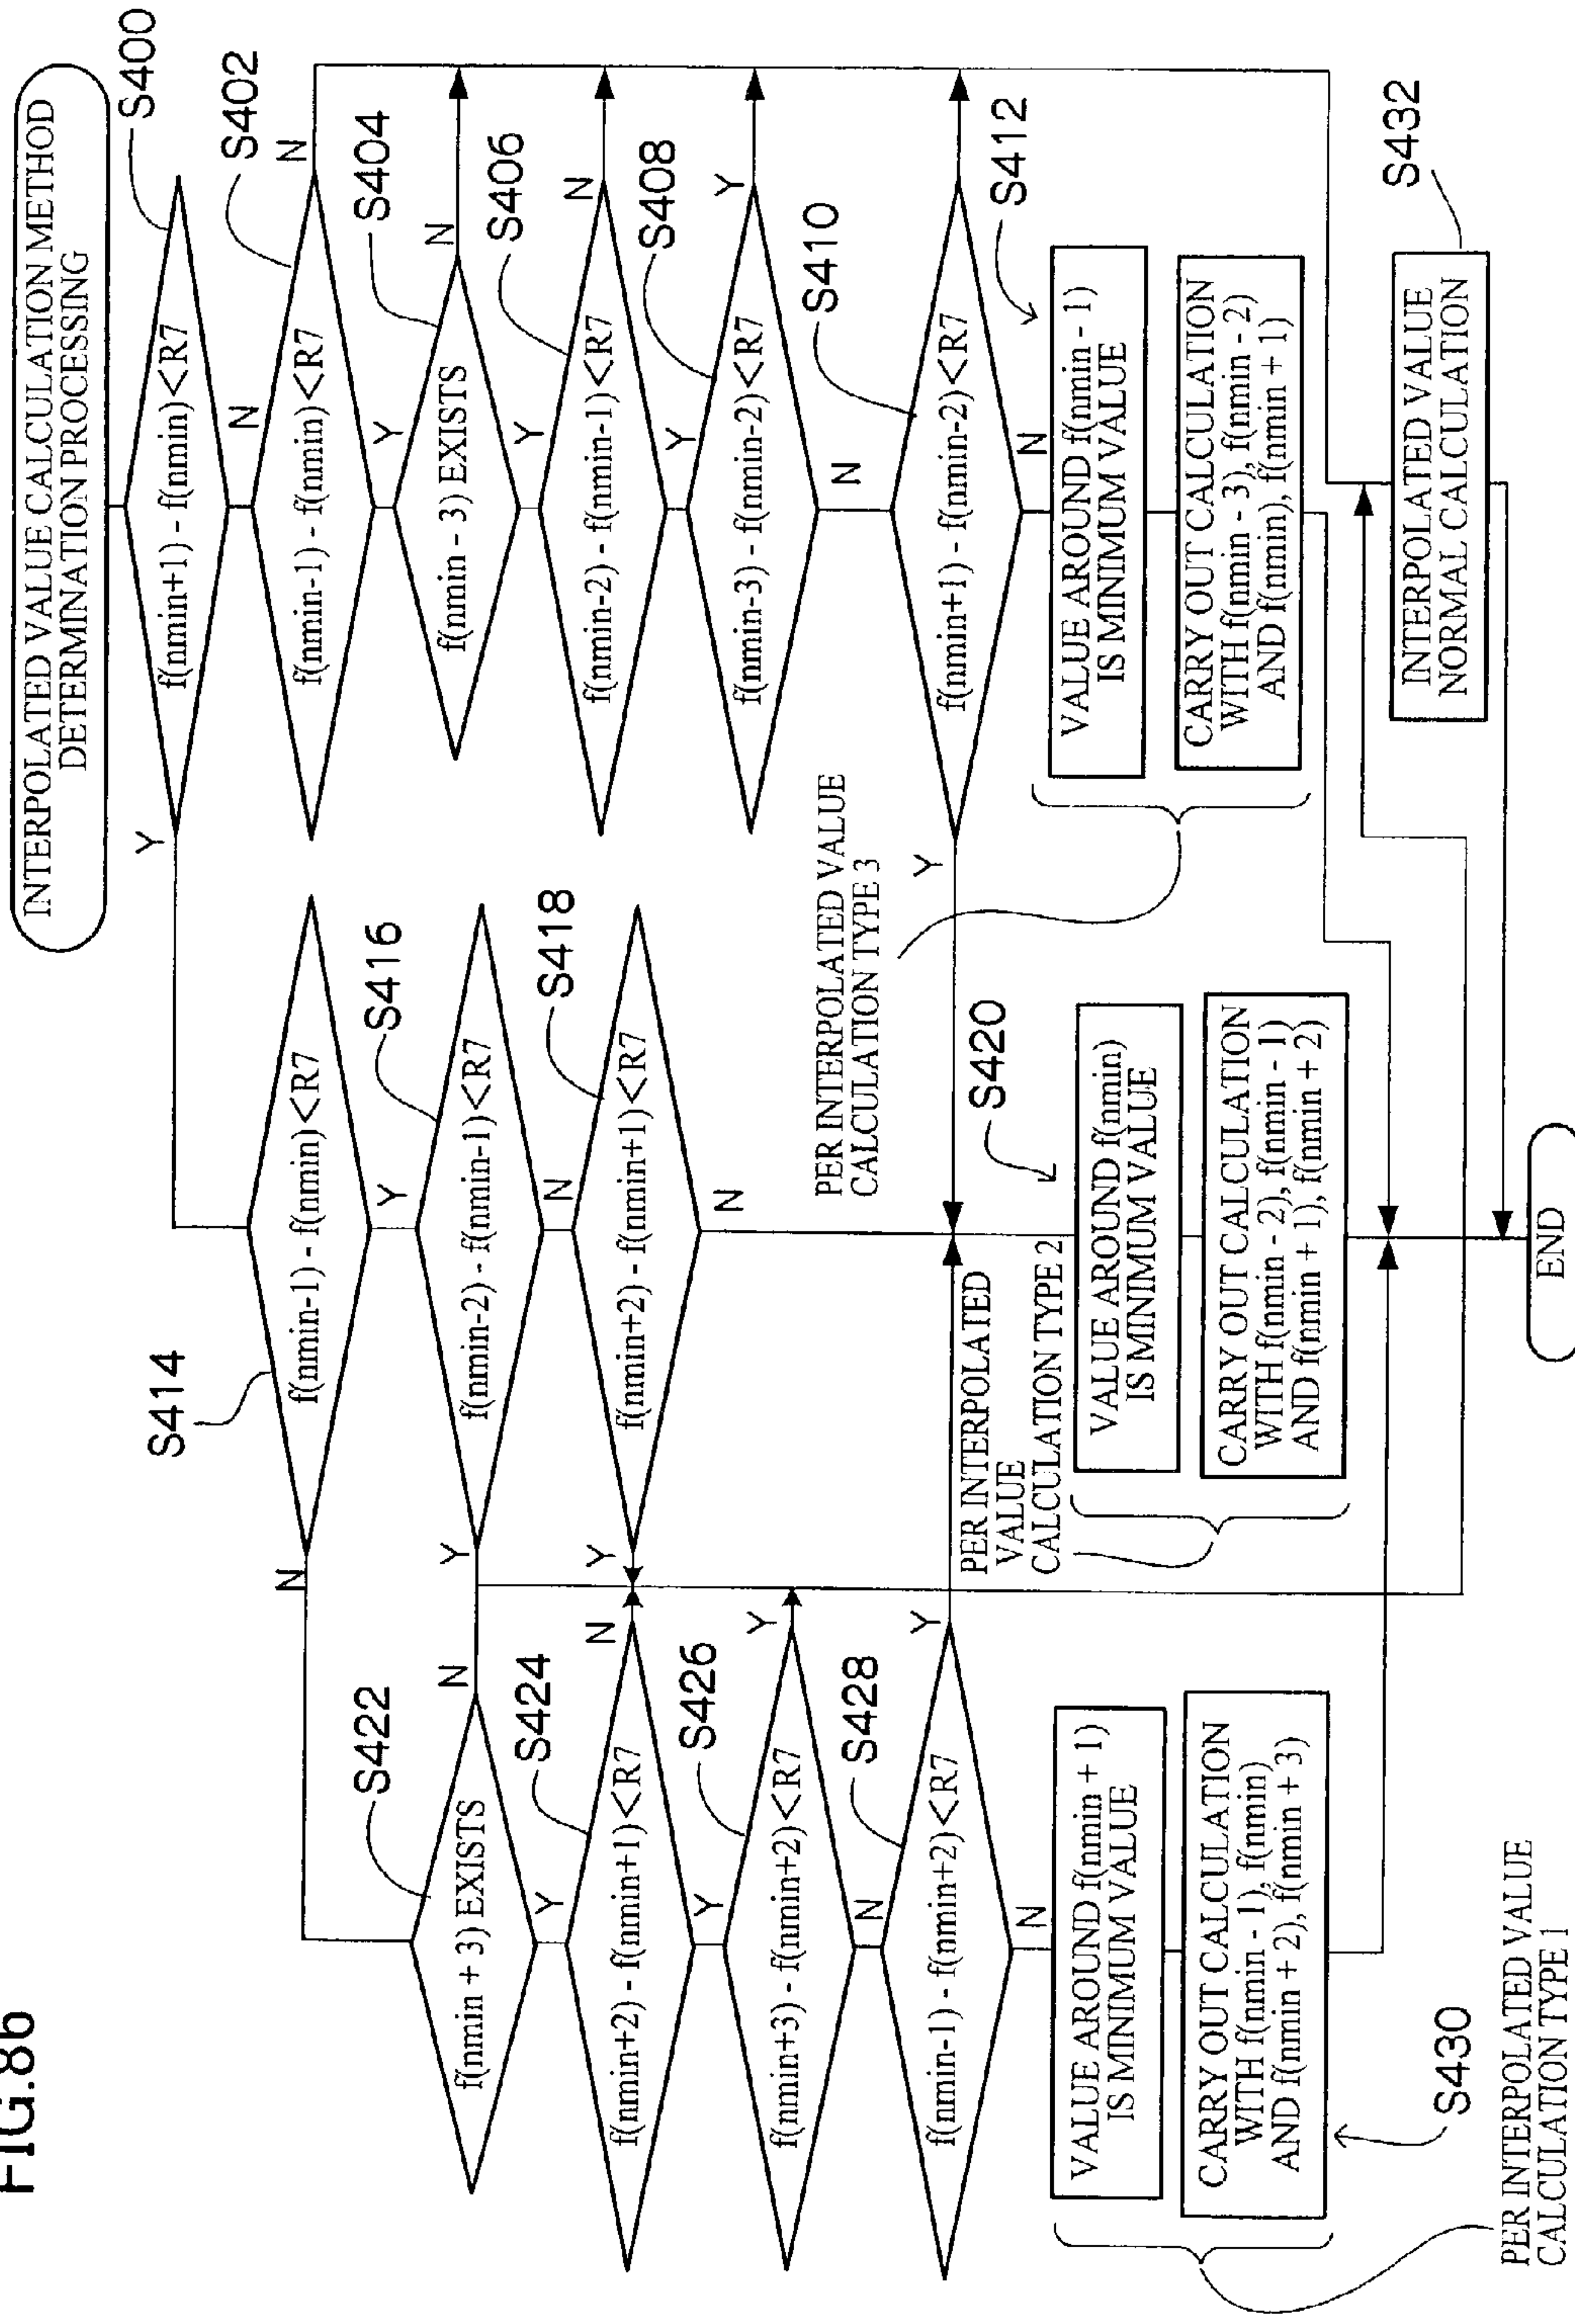 FIG.8b
INTERPOLATED VALUE CALCULATION METHOD
DETERMINATION PROCESSING
f(nmin+1) - f(nmin)<R7
S400
Y
N
f(nmin-1) - f(nmin)<R7
S402
N
Y
f(nmin - 3) EXISTS
S404
N
Y
f(nmin-2) - f(nmin-1)<R7
S406
N
Y
f(nmin-3) - f(nmin-2)<R7
S408
Y
N
f(nmin+1) - f(nmin-2)<R7
S410
Y
N
S412
VALUE AROUND f(nmin - 1)
IS MINIMUM VALUE
CARRY OUT CALCULATION
WITH f(nmin - 3), f(nmin - 2)
AND f(nmin), f(nmin + 1)
PER INTERPOLATED VALUE
CALCULATION TYPE 3
S414
f(nmin-1) - f(nmin)<R7
N
Y
S416
f(nmin-2) - f(nmin-1)<R7
Y
N
S418
f(nmin+2) - f(nmin+1)<R7
Y
N
S420
VALUE AROUND f(nmin)
IS MINIMUM VALUE
CARRY OUT CALCULATION
WITH f(nmin - 2), f(nmin - 1)
AND f(nmin + 1), f(nmin + 2)
PER INTERPOLATED
VALUE
CALCULATION TYPE 2
S422
f(nmin + 3) EXISTS
N
Y
S424
f(nmin+2) - f(nmin+1)<R7
N
Y
S426
f(nmin+3) - f(nmin+2)<R7
Y
N
S428
f(nmin-1) - f(nmin+2)<R7
Y
N
VALUE AROUND f(nmin + 1)
IS MINIMUM VALUE
CARRY OUT CALCULATION
WITH f(nmin - 1), f(nmin)
AND f(nmin + 2), f(nmin + 3)
S430
PER INTERPOLATED VALUE
CALCULATION TYPE 1
S432
INTERPOLATED VALUE
NORMAL CALCULATION
END